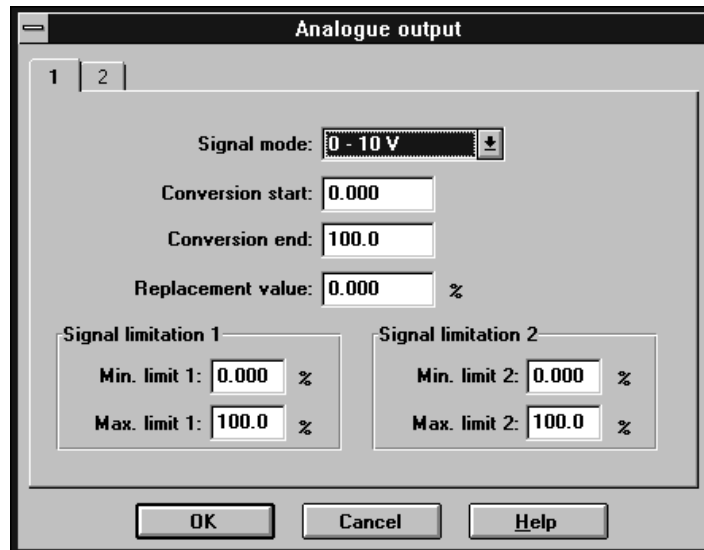 Analogue output
1 2
Signal mode: 0 - 10 V
Conversion start: 0.000
Conversion end: 100.0
Replacement value: 0.000 %
Signal limitation 1
Min. limit 1: 0.000 %
Max. limit 1: 100.0 %
Signal limitation 2
Min. limit 2: 0.000 %
Max. limit 2: 100.0 %
OK Cancel Help